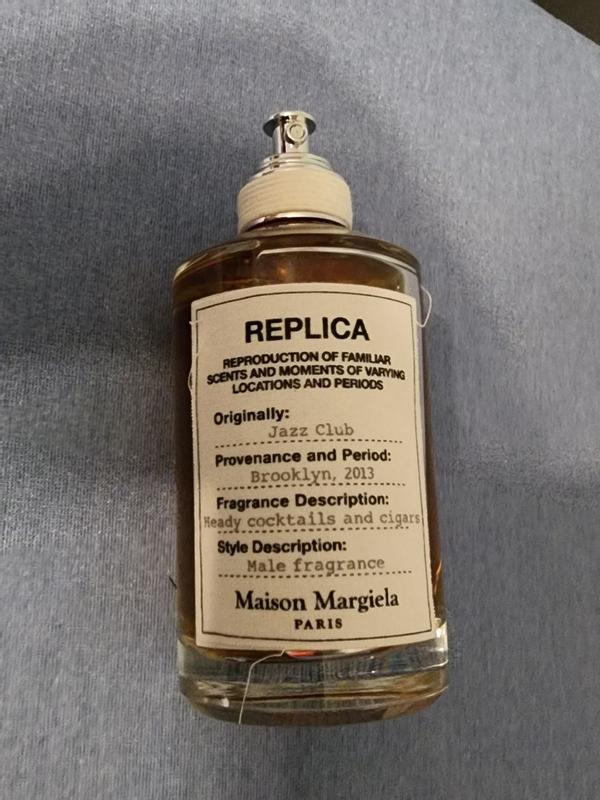 REPLICA
REPRODUCTION OF FAMILIAR
SCENTS AND MOMENTS OF VARYING
LOCATIONS AND PERIODS
Originally:
Jazz Club
Provenance and Period:
Brooklyn, 2013
Fragrance Description:
Heady cocktails and cigars
Style Description:
Male fragrance
Maison Margiela
PARIS